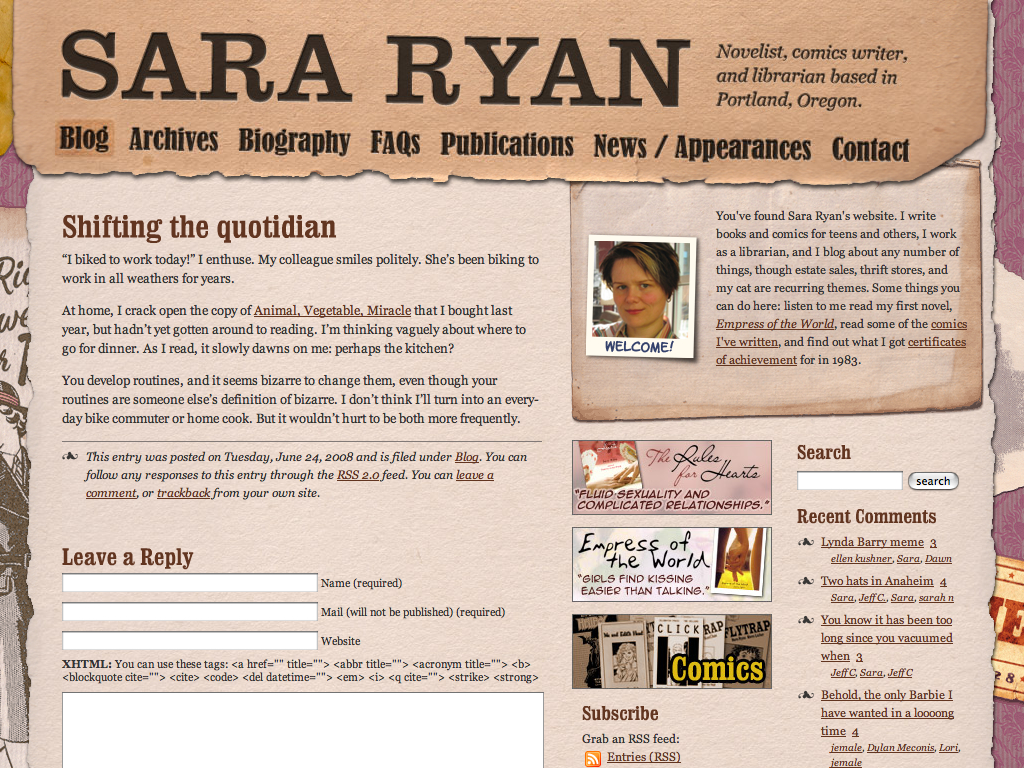 SARA RYAN
Novelist, comics writer,
and librarian based in
Portland, Oregon.
Blog Archives Biography FAQs Publications News / Appearances Contact
Shifting the quotidian
“I biked to work today!” I enthuse. My colleague smiles politely. She’s been biking to
work in all weathers for years.
At home, I crack open the copy of Animal, Vegetable, Miracle that I bought last
year, but hadn’t yet gotten around to reading. I’m thinking vaguely about where to
go for dinner. As I read, it slowly dawns on me: perhaps the kitchen?
You develop routines, and it seems bizarre to change them, even though your
routines are someone else’s definition of bizarre. I don’t think I’ll turn into an every-
day bike commuter or home cook. But it wouldn’t hurt to be both more frequently.
This entry was posted on Tuesday, June 24, 2008 and is filed under Blog. You can
follow any responses to this entry through the RSS 2.0 feed. You can leave a
comment, or trackback from your own site.
Leave a Reply
Name (required)
Mail (will not be published) (required)
Website
XHTML: You can use these tags: <a href="" title=""> <abbr title=""> <acronym title=""> <b>
<blockquote cite=""> <cite> <code> <del datetime=""> <em> <i> <q cite=""> <strike> <strong>
WELCOME!
You've found Sara Ryan's website. I write
books and comics for teens and others, I work
as a librarian, and I blog about any number of
things, though estate sales, thrift stores, and
my cat are recurring themes. Some things you
can do here: listen to me read my first novel,
Empress of the World, read some of the comics
I've written, and find out what I got certificates
of achievement for in 1983.
The Rules
for Hearts
“FLUID SEXUALITY AND
COMPLICATED RELATIONSHIPS.”
Empress of
the World
“GIRLS FIND KISSING
EASIER THAN TALKING.”
CLICK
FLYTRAP
Comics
Subscribe
Grab an RSS feed:
Entries (RSS)
Search
search
Recent Comments
Lynda Barry meme 3
ellen kushner, Sara, Dawn
Two hats in Anaheim 4
Sara, Jeff C., Sara, sarah n
You know it has been too
long since you vacuumed
when 3
Jeff C, Sara, Jeff C
Behold, the only Barbie I
have wanted in a loooong
time 4
jemale, Dylan Meconis, Lori,
jemale